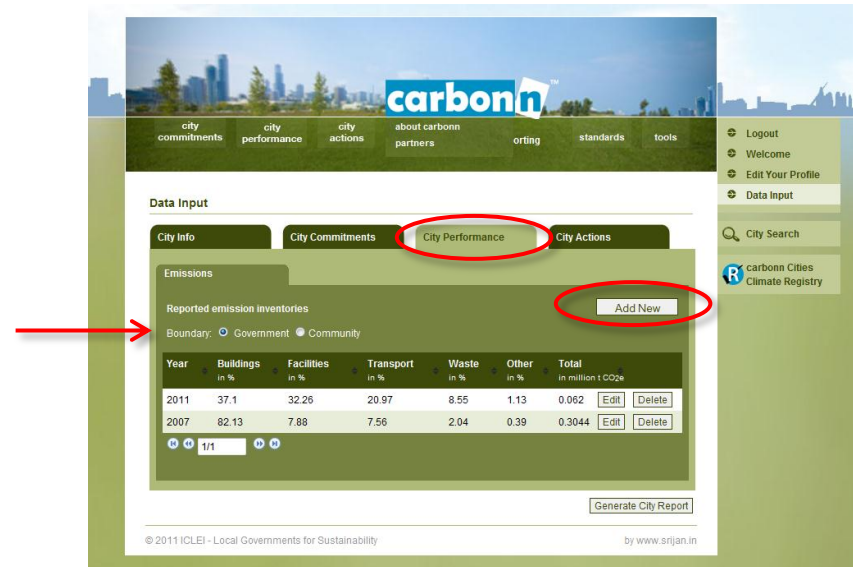 carbonn™
city commitments
city performance
city actions
about carbonn
partners
orting
standards
tools
Logout
Welcome
Edit Your Profile
Data Input
City Search
carbonn Cities
Climate Registry
Data Input
City Info City Commitments City Performance City Actions
Emissions
Reported emission inventories Add New
Boundary: Government Community
Year Buildings Facilities Transport Waste Other Total
in % in % in % in % in % in million t CO2e
2011 37.1 32.26 20.97 8.55 1.13 0.062 Edit Delete
2007 82.13 7.88 7.56 2.04 0.39 0.3044 Edit Delete
1/1
Generate City Report
© 2011 ICLEI - Local Governments for Sustainability by www.srijan.in